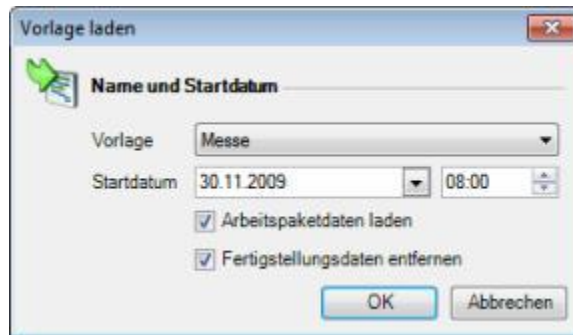 Vorlage laden
Name und Startdatum
Vorlage Messe
Startdatum 30.11.2009 08:00
Arbeitspaketdaten laden
Fertigstellungsdaten entfernen
OK Abbrechen